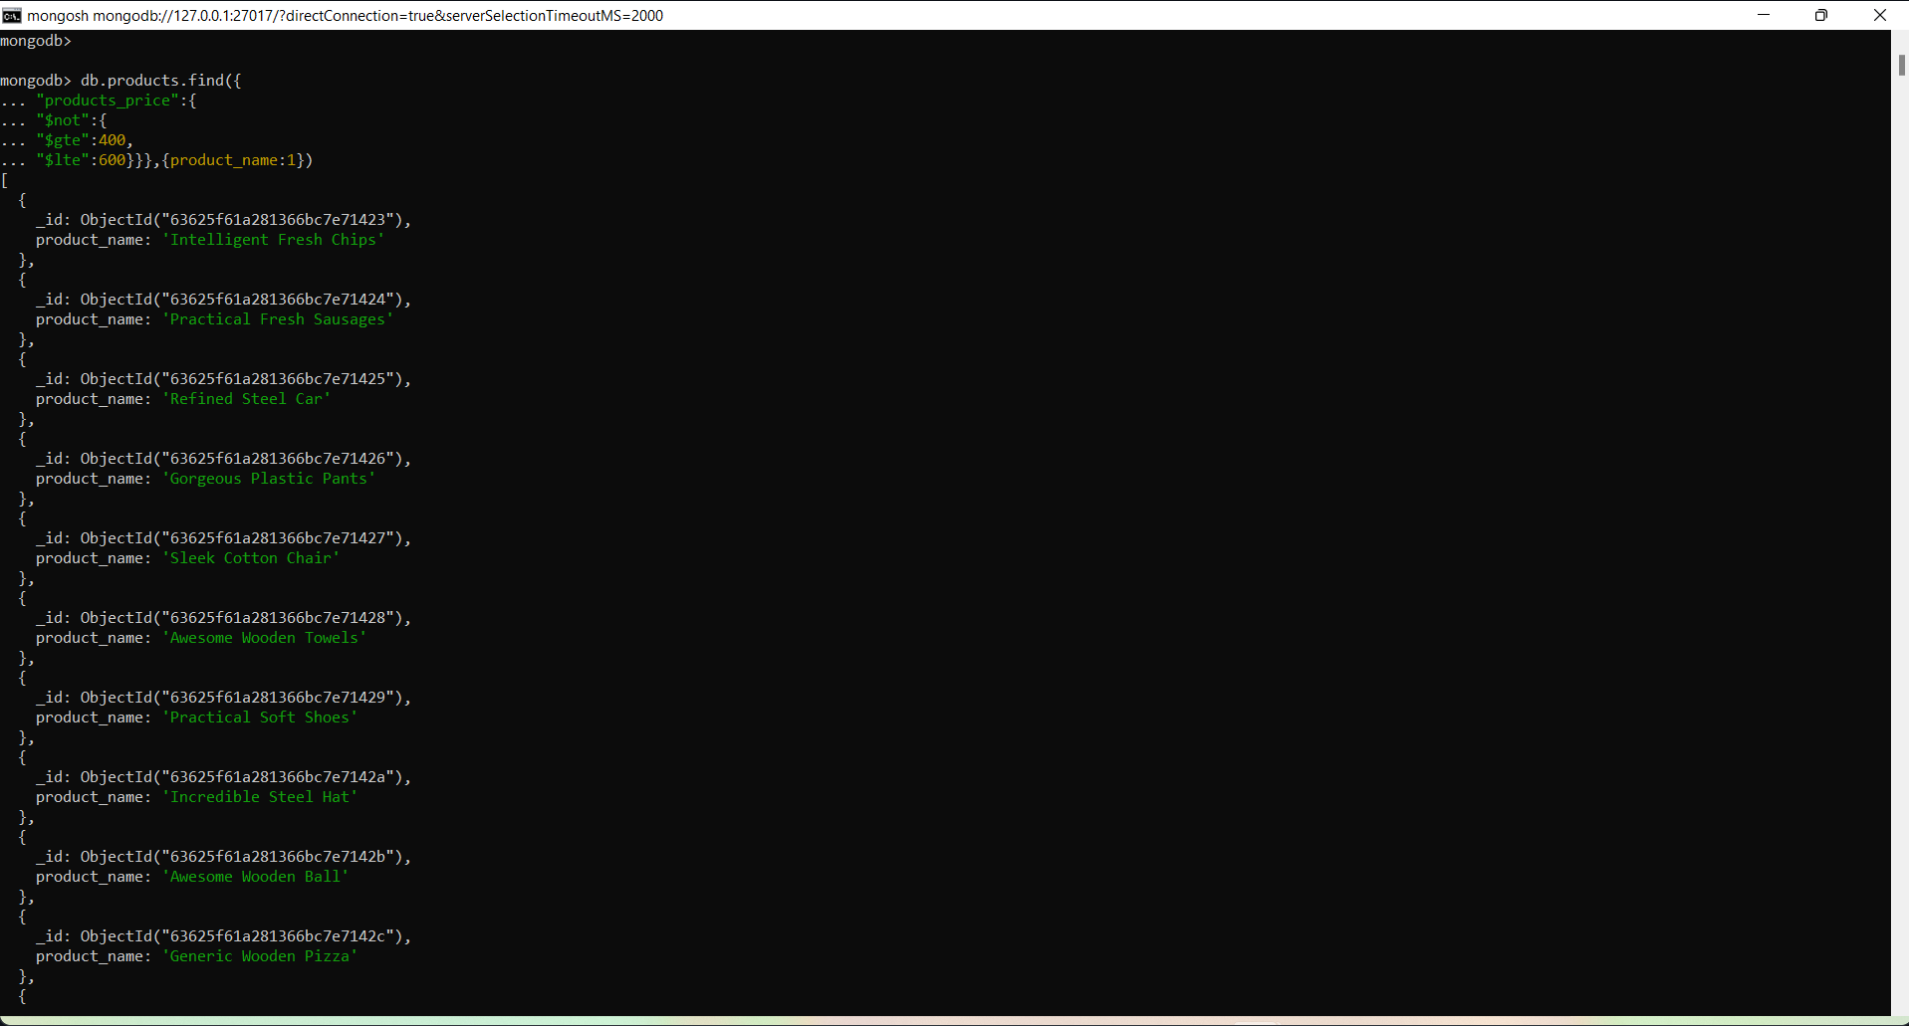 mongosh mongodb://127.0.0.1:27017/?directConnection=true&serverSelectionTimeoutMS=2000
mongodb>
mongodb> db.products.find({
... "products_price":{
... "$not":{
... "$gte":400,
... "$lte":600}}},{product_name:1})
[
  {
    _id: ObjectId("63625f61a281366bc7e71423"),
    product_name: 'Intelligent Fresh Chips'
  },
  {
    _id: ObjectId("63625f61a281366bc7e71424"),
    product_name: 'Practical Fresh Sausages'
  },
  {
    _id: ObjectId("63625f61a281366bc7e71425"),
    product_name: 'Refined Steel Car'
  },
  {
    _id: ObjectId("63625f61a281366bc7e71426"),
    product_name: 'Gorgeous Plastic Pants'
  },
  {
    _id: ObjectId("63625f61a281366bc7e71427"),
    product_name: 'Sleek Cotton Chair'
  },
  {
    _id: ObjectId("63625f61a281366bc7e71428"),
    product_name: 'Awesome Wooden Towels'
  },
  {
    _id: ObjectId("63625f61a281366bc7e71429"),
    product_name: 'Practical Soft Shoes'
  },
  {
    _id: ObjectId("63625f61a281366bc7e7142a"),
    product_name: 'Incredible Steel Hat'
  },
  {
    _id: ObjectId("63625f61a281366bc7e7142b"),
    product_name: 'Awesome Wooden Ball'
  },
  {
    _id: ObjectId("63625f61a281366bc7e7142c"),
    product_name: 'Generic Wooden Pizza'
  },
  {